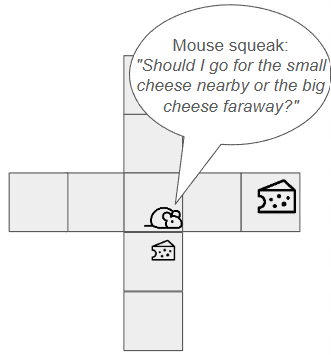 Mouse squeak:
"Should I go for the small
cheese nearby or the big
cheese faraway?"